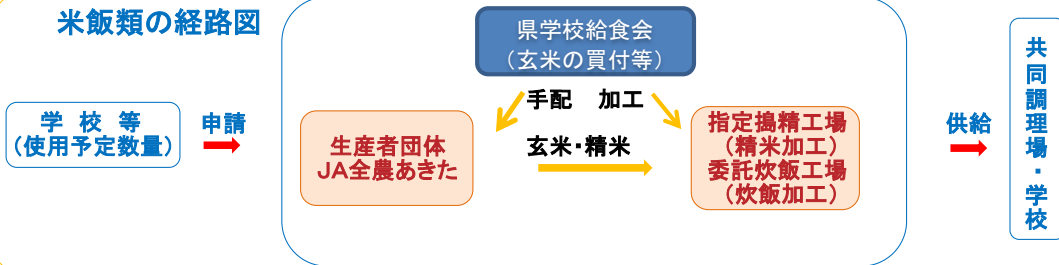 米飯類の経路図
県学校給食会
（玄米の買付等）
手配　加工
学 校 等
（使用予定数量）
申請
生産者団体
JA全農あきた
玄米・精米
指定搗精工場
（精米加工）
委託炊飯工場
（炊飯加工）
供給
共同調理場・学校